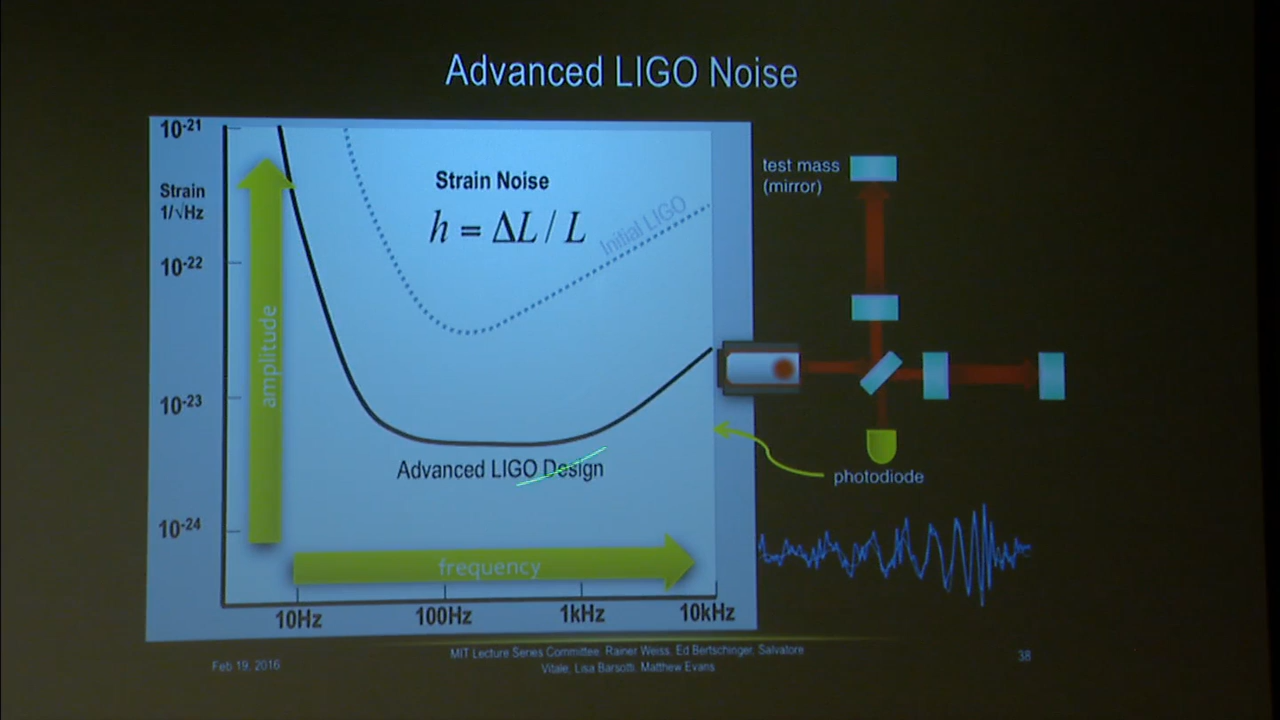 Advanced LIGO Noise
10-21
Strain
1/√Hz
10-22
10-23
10-24
amplitude
Strain Noise
h = ΔL / L
Initial LIGO
Advanced LIGO Design
frequency
10Hz
100Hz
1kHz
10kHz
test mass
(mirror)
photodiode
Feb 19, 2016
MIT Lecture Series Committee, Rainer Weiss, Ed Bertschinger, Salvatore
Vitale, Lisa Barsotti, Matthew Evans
38